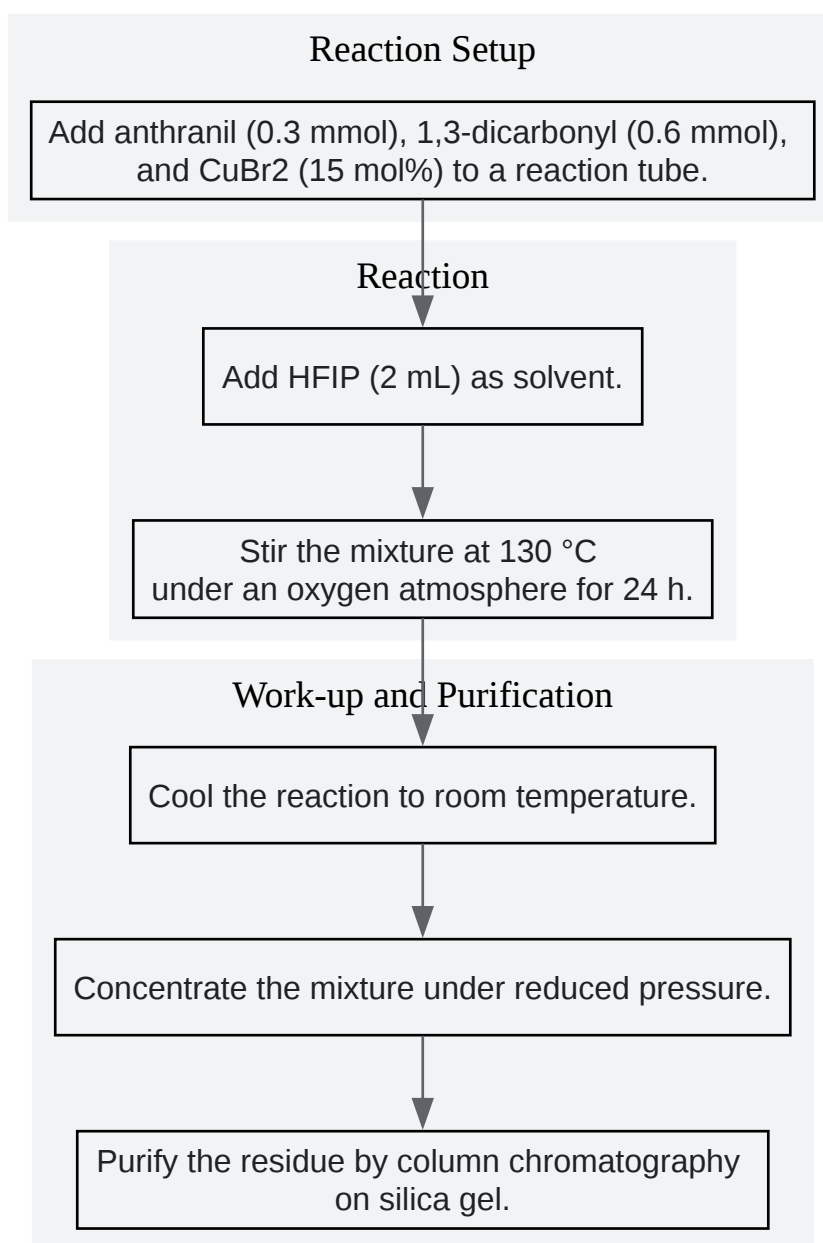 Reaction Setup
Add anthranil (0.3 mmol), 1,3-dicarbonyl (0.6 mmol),
and CuBr2 (15 mol%) to a reaction tube.
Reaction
Add HFIP (2 mL) as solvent.
Stir the mixture at 130 °C
under an oxygen atmosphere for 24 h.
Work-up and Purification
Cool the reaction to room temperature.
Concentrate the mixture under reduced pressure.
Purify the residue by column chromatography
on silica gel.